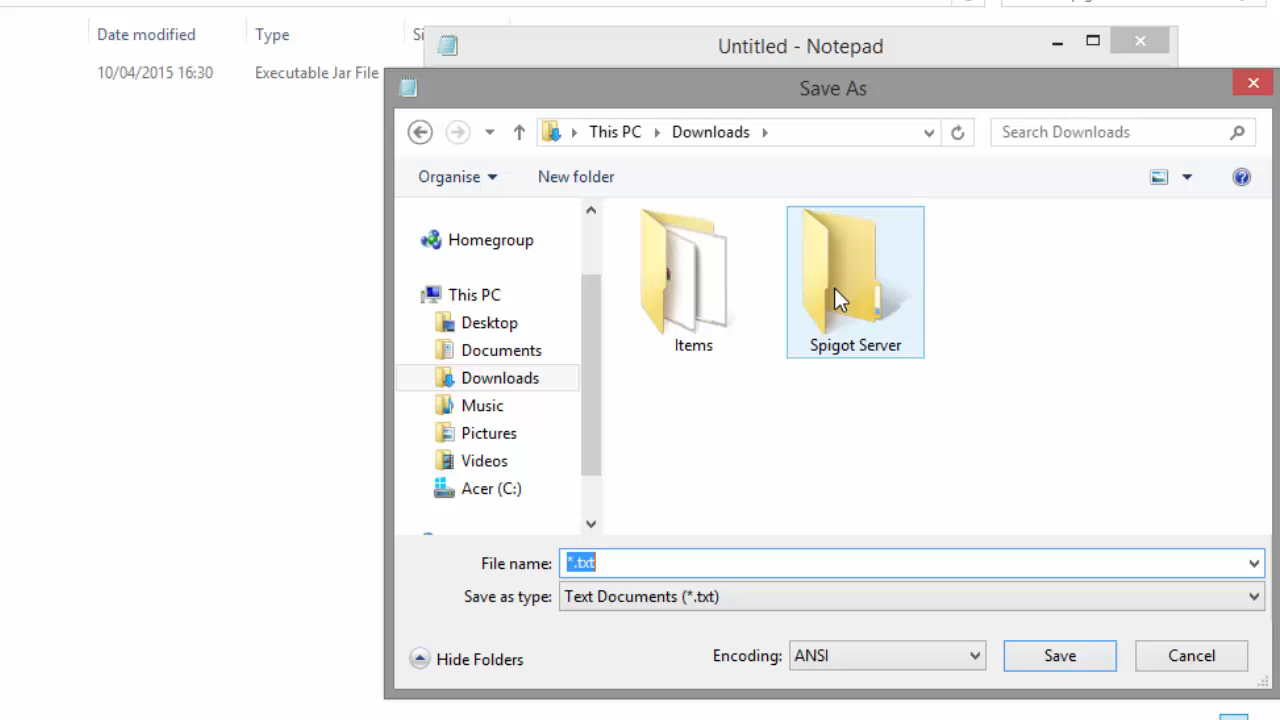 Date modified
Type
Si
10/04/2015 16:30
Executable Jar File
Untitled - Notepad
Save As
This PC
Downloads
Search Downloads
Organise
New folder
Homegroup
This PC
Desktop
Documents
Downloads
Music
Pictures
Videos
Acer (C:)
Items
Spigot Server
File name:
*.txt
Save as type:
Text Documents (*.txt)
Hide Folders
Encoding:
ANSI
Save
Cancel